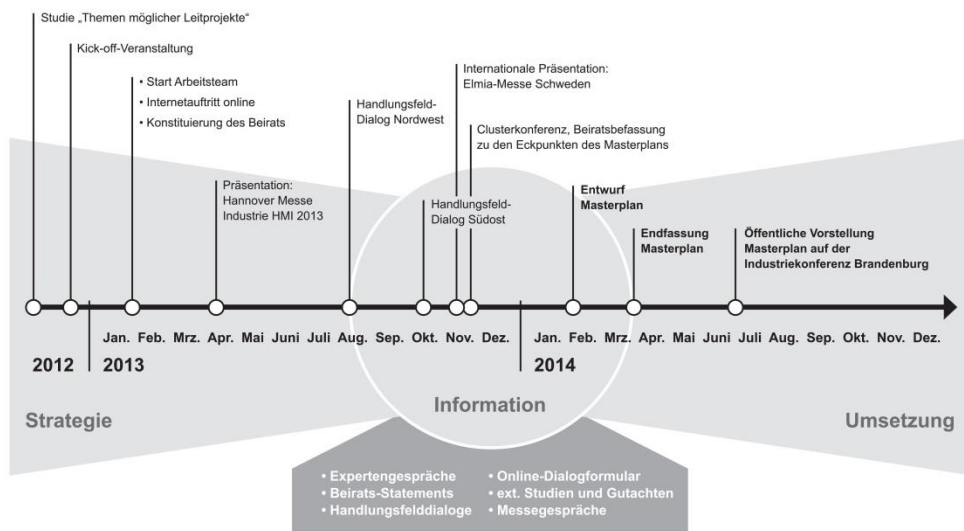 Studie „Themen möglicher Leitprojekte“
Kick-off-Veranstaltung
• Start Arbeitsteam
• Internetauftritt online
• Konstituierung des Beirats
Präsentation:
Hannover Messe
Industrie HMI 2013
Handlungsfeld-
Dialog Nordwest
Handlungsfeld-
Dialog Südost
Internationale Präsentation:
Elmia-Messe Schweden
Clusterkonferenz, Beiratsbefassung
zu den Eckpunkten des Masterplans
Entwurf
Masterplan
Endfassung
Masterplan
Öffentliche Vorstellung
Masterplan auf der
Industriekonferenz Brandenburg
Jan. Feb. Mrz. Apr. Mai Juni Juli Aug. Sep. Okt. Nov. Dez. Jan. Feb. Mrz. Apr. Mai Juni Juli Aug. Sep. Okt. Nov. Dez.
2012 2013 2014
Strategie Information Umsetzung
• Expertengespräche
• Beirats-Statements
• Handlungsfelddialoge
• Online-Dialogformular
• ext. Studien und Gutachten
• Messegespräche